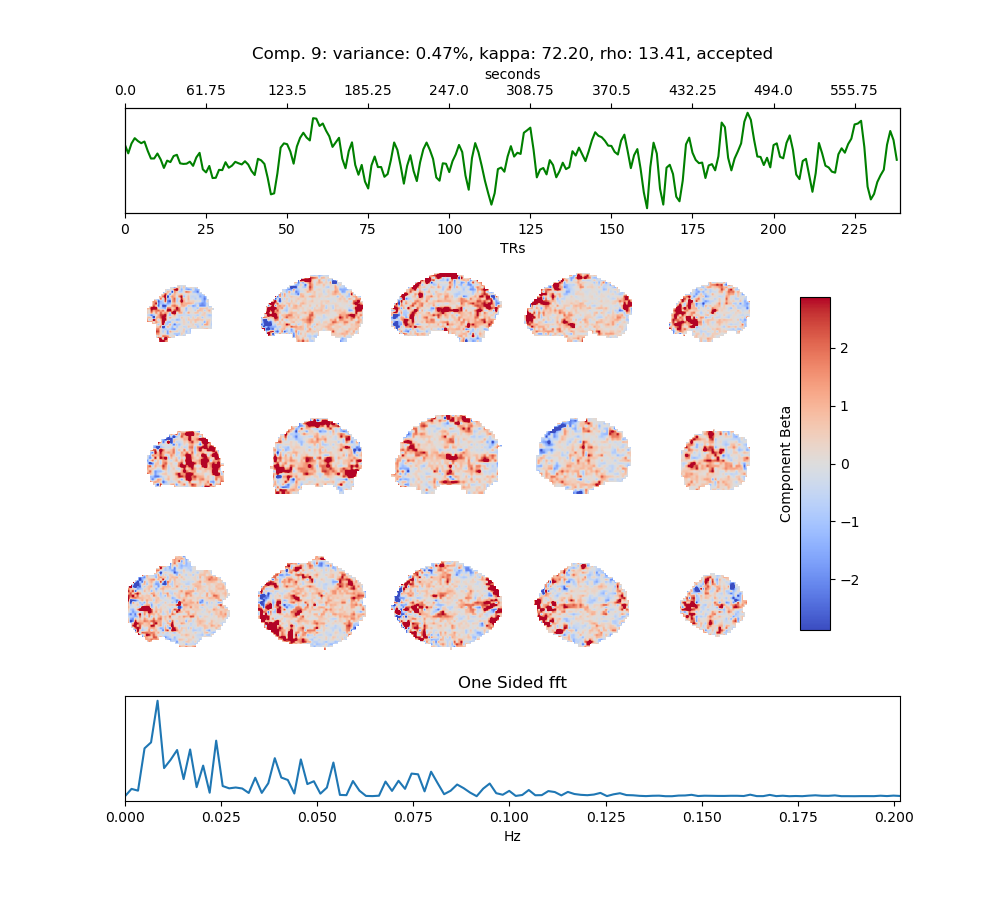 Comp. 9: variance: 0.47%, kappa: 72.20, rho: 13.41, accepted
seconds
0.0 61.75 123.5 185.25 247.0 308.75 370.5 432.25 494.0 555.75
0 25 50 75 100 125 150 175 200 225
TRs
2
1
0
−1
−2
Component Beta
One Sided fft
0.000 0.025 0.050 0.075 0.100 0.125 0.150 0.175 0.200
Hz